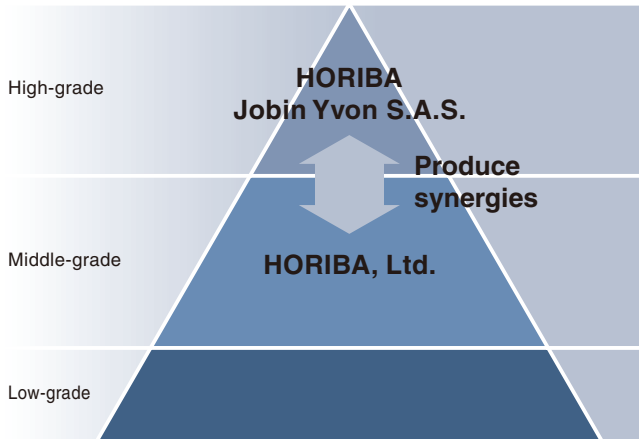 High-grade
HORIBA
Jobin Yvon S.A.S.
Produce
synergies
Middle-grade
HORIBA, Ltd.
Low-grade